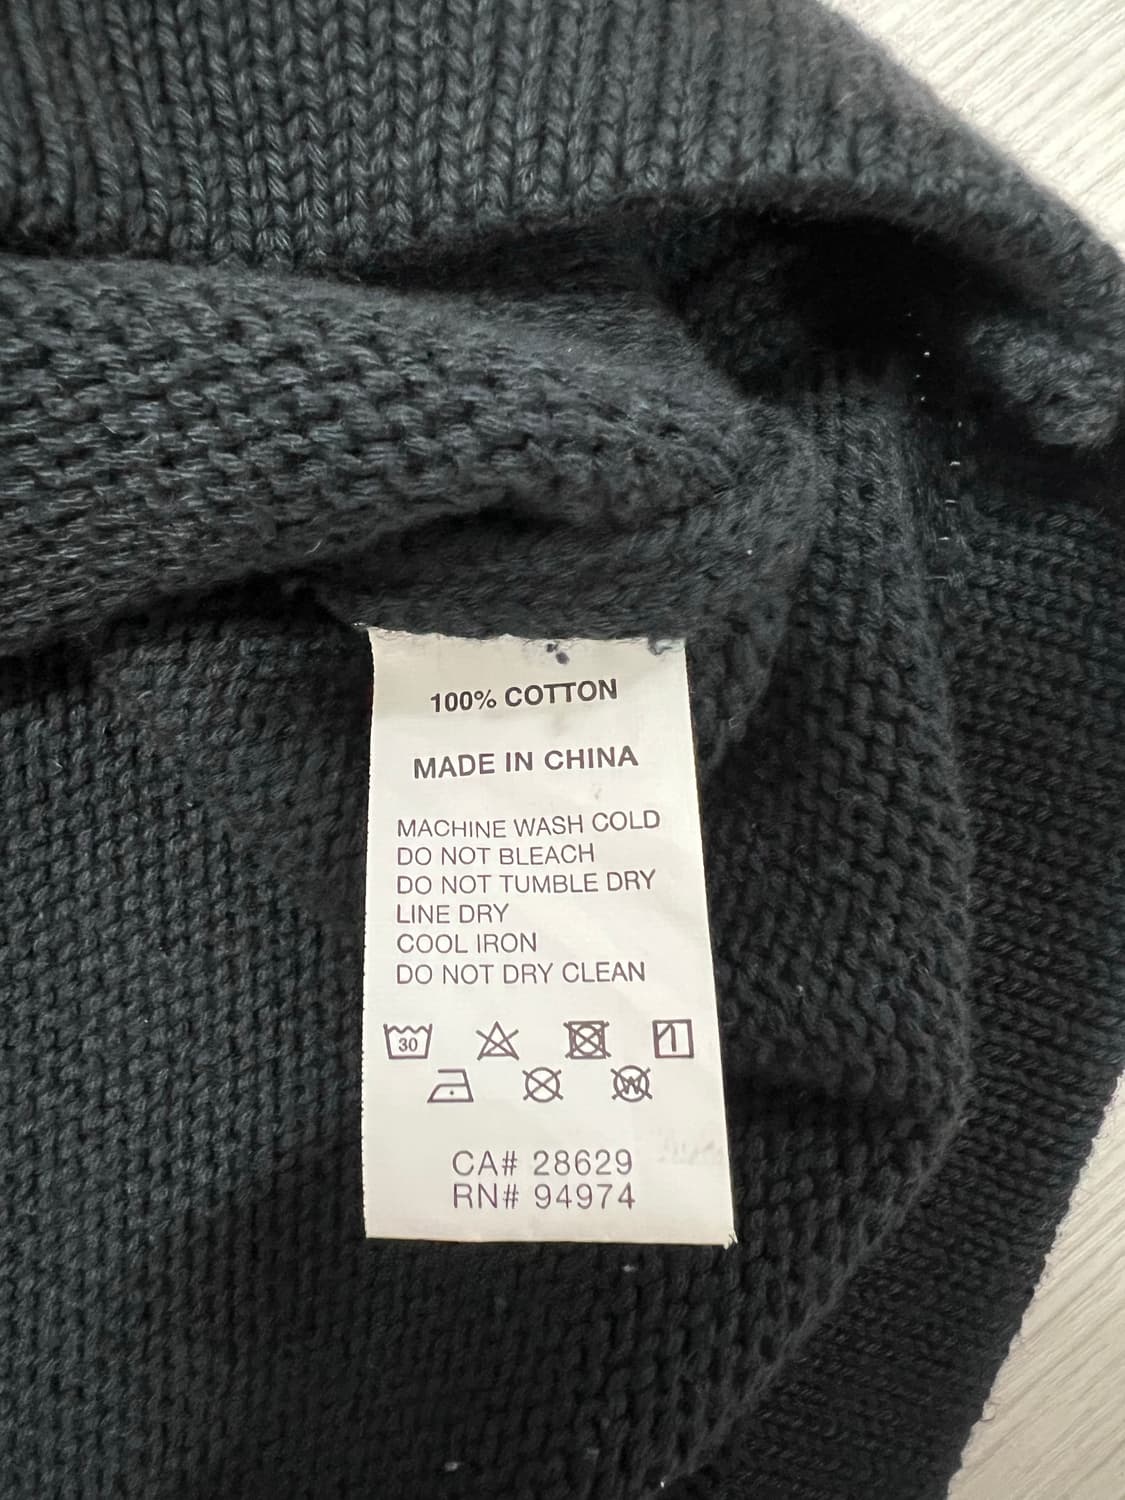 100% COTTON
MADE IN CHINA
MACHINE WASH COLD
DO NOT BLEACH
DO NOT TUMBLE DRY
LINE DRY
COOL IRON
DO NOT DRY CLEAN
30
W
CA# 28629
RN# 94974